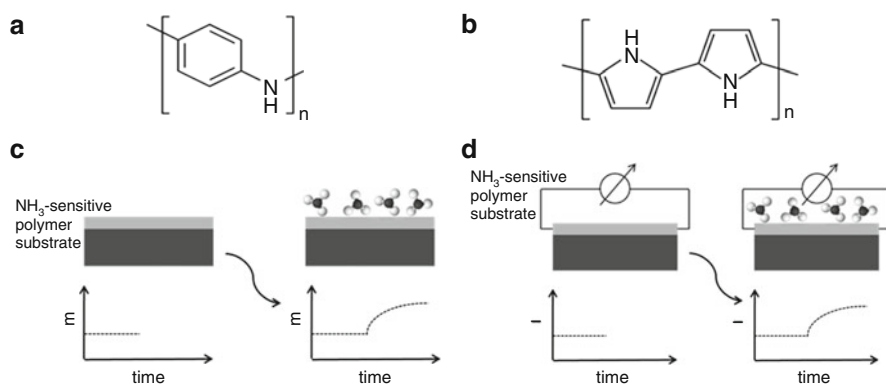 a
H
N
n
b
H
N
N
H
n
c
NH₃-sensitive
polymer
substrate
m
time
m
time
d
NH₃-sensitive
polymer
substrate
I
time
I
time